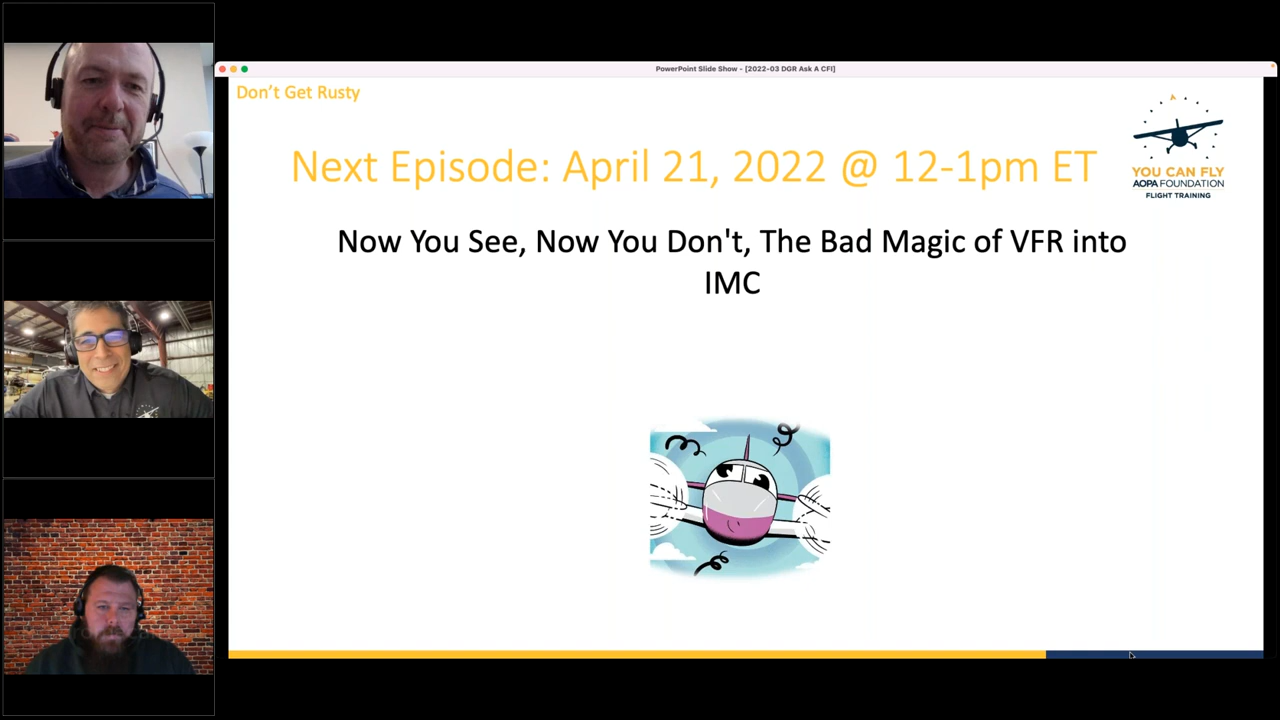 PowerPoint Slide Show - [2022-03 DGR Ask A CFI]
Don't Get Rusty
Next Episode: April 21, 2022 @ 12-1pm ET
YOU CAN FLY
AOPA FOUNDATION
FLIGHT TRAINING
Now You See, Now You Don't, The Bad Magic of VFR into
IMC